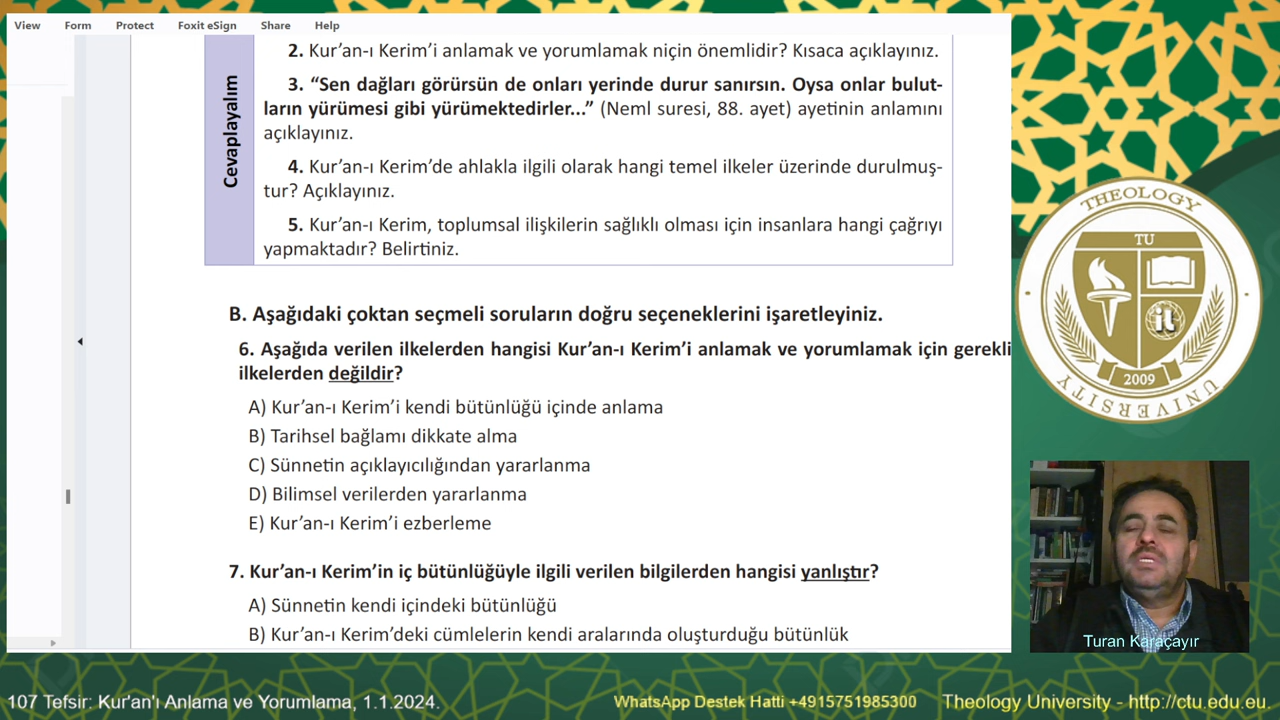 View Form Protect Foxit eSign Share Help
Cevaplayalım
2. Kur’an-ı Kerim’i anlamak ve yorumlamak niçin önemlidir? Kısaca açıklayınız.
3. “Sen dağları görürsün de onları yerinde durur sanırsın. Oysa onlar bulut-
ların yürümesi gibi yürümektedirler...” (Neml suresi, 88. ayet) ayetinin anlamını
açıklayınız.
4. Kur’an-ı Kerim’de ahlakla ilgili olarak hangi temel ilkeler üzerinde durulmuş-
tur? Açıklayınız.
5. Kur’an-ı Kerim, toplumsal ilişkilerin sağlıklı olması için insanlara hangi çağrıyı
yapmaktadır? Belirtiniz.
B. Aşağıdaki çoktan seçmeli soruların doğru seçeneklerini işaretleyiniz.
6. Aşağıda verilen ilkelerden hangisi Kur’an-ı Kerim’i anlamak ve yorumlamak için gerekli
ilkelerden değildir?
A) Kur’an-ı Kerim’i kendi bütünlüğü içinde anlama
B) Tarihsel bağlamı dikkate alma
C) Sünnetin açıklayıcılığından yararlanma
D) Bilimsel verilerden yararlanma
E) Kur’an-ı Kerim’i ezberleme
7. Kur’an-ı Kerim’in iç bütünlüğüyle ilgili verilen bilgilerden hangisi yanlıştır?
A) Sünnetin kendi içindeki bütünlüğü
B) Kur’an-ı Kerim’deki cümlelerin kendi aralarında oluşturduğu bütünlük
THEOLOGY
TU
it
2009
UNIVERSITY
Turan Karaçayır
107 Tefsir: Kur'an'ı Anlama ve Yorumlama, 1.1.2024.
WhatsApp Destek Hatti +4915751985300
Theology University - http://ctu.edu.eu.